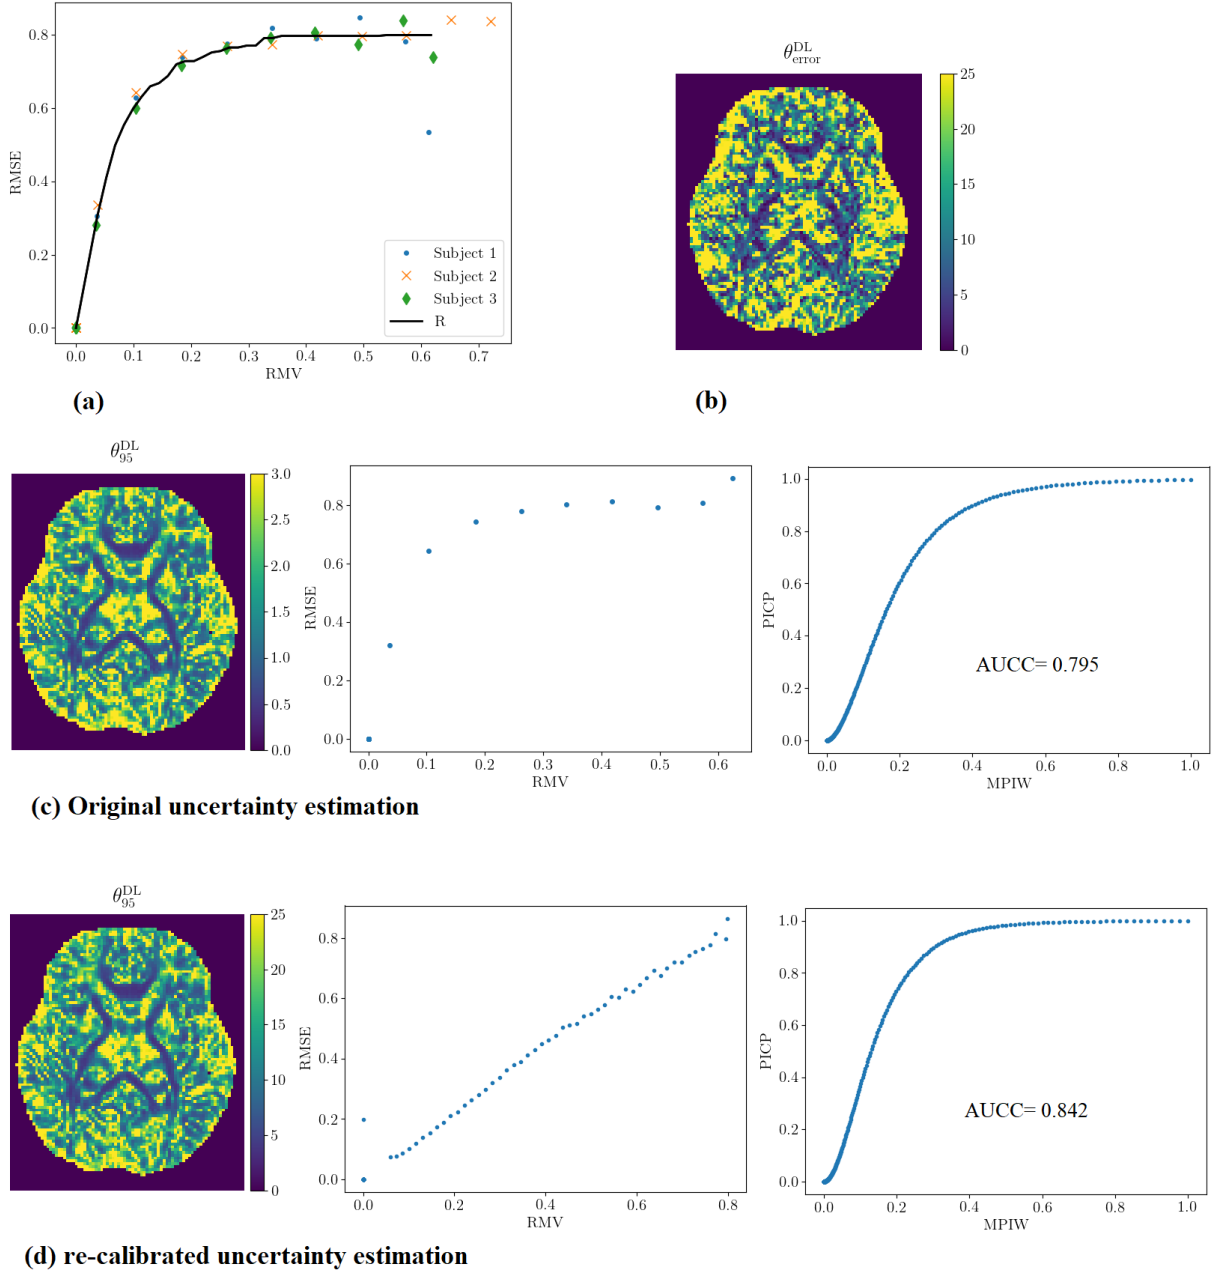 0.8
0.6
0.4
0.2
0.0
RMSE
0.0 0.1 0.2 0.3 0.4 0.5 0.6 0.7
RMV
Subject 1
Subject 2
Subject 3
R
(a)
θ^DL_error
25
20
15
10
5
0
(b)
θ^DL_95
3.0
2.5
2.0
1.5
1.0
0.5
0.0
0.8
0.6
0.4
0.2
0.0
RMSE
0.0 0.1 0.2 0.3 0.4 0.5 0.6
RMV
1.0
0.8
0.6
0.4
0.2
0.0
PICP
AUCC= 0.795
0.0 0.2 0.4 0.6 0.8 1.0
MPIW
(c) Original uncertainty estimation
θ^DL_95
25
20
15
10
5
0
0.8
0.6
0.4
0.2
0.0
RMSE
0.0 0.2 0.4 0.6 0.8
RMV
1.0
0.8
0.6
0.4
0.2
0.0
PICP
AUCC= 0.842
0.0 0.2 0.4 0.6 0.8 1.0
MPIW
(d) re-calibrated uncertainty estimation